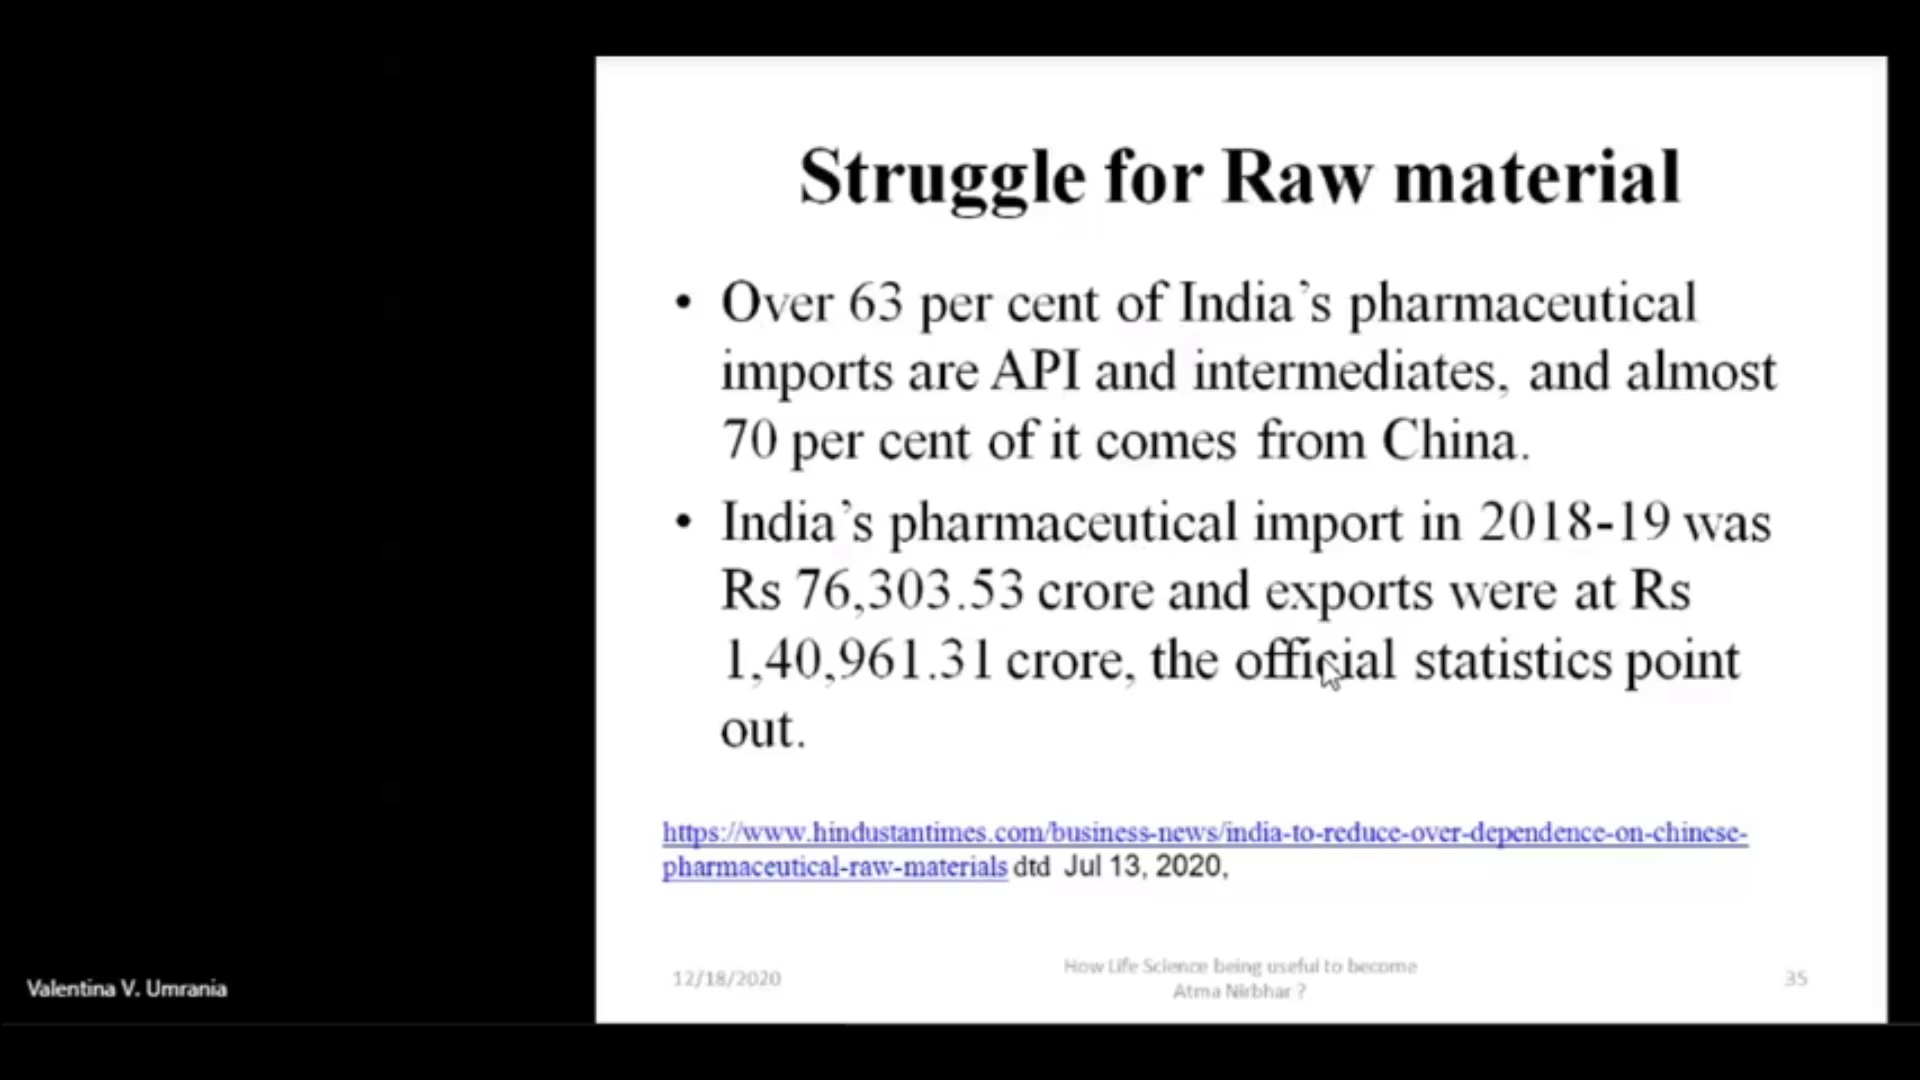 Struggle for Raw material
• Over 63 per cent of India’s pharmaceutical
imports are API and intermediates, and almost
70 per cent of it comes from China.
• India’s pharmaceutical import in 2018-19 was
Rs 76,303.53 crore and exports were at Rs
1,40,961.31 crore, the official statistics point
out.
https://www.hindustantimes.com/business-news/india-to-reduce-over-dependence-on-chinese-
pharmaceutical-raw-materials dtd Jul 13, 2020,
12/18/2020
How Life Science being useful to become
Atma Nirbhar ?
35
Valentina V. Umrania